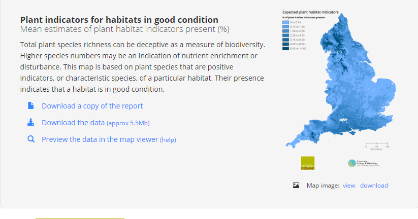 Plant indicators for habitats in good condition
Mean estimates of plant habitat indicators present (%)
Total plant species richness can be deceptive as a measure of biodiversity.
Higher species numbers may be an indication of nutrient enrichment or
disturbance. This map is based on plant species that are positive
indicators, or characteristic species, of a particular habitat. Their presence
indicates that a habitat is in good condition.
Download a copy of the report
Download the data (approx 5.5Mb)
Preview the data in the map viewer (help)
Expected plant indicators
Map image: view download